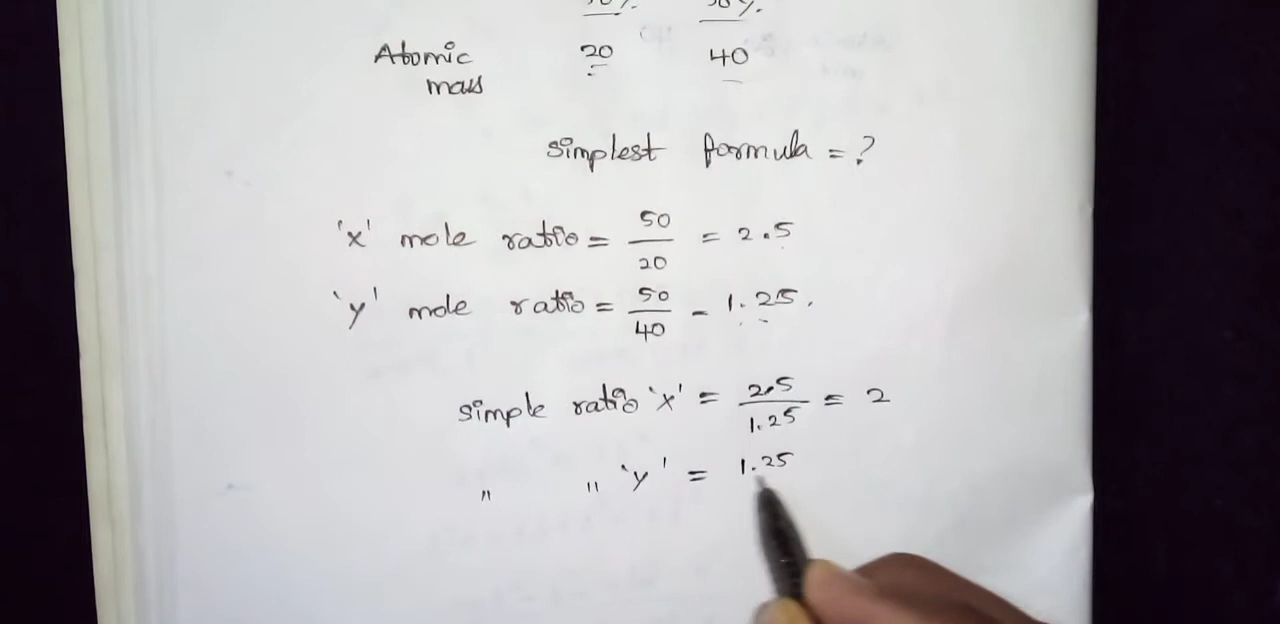 Atomic 20 40
mass
simplest formula = ?
'x' mole ratio = 50/20 = 2.5
'y' mole ratio = 50/40 - 1.25.
simple ratio 'x' = 2.5/1.25 = 2
" " 'y' = 1.25